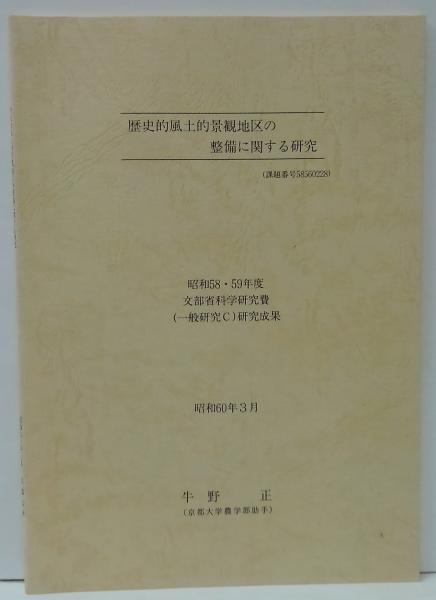 歴史的風土的景観地区の
整備に関する研究
(課題番号58560228)
昭和58・59年度
文部省科学研究費
(一般研究C)研究成果
昭和60年3月
牛野 正
(京都大学農学部助手)